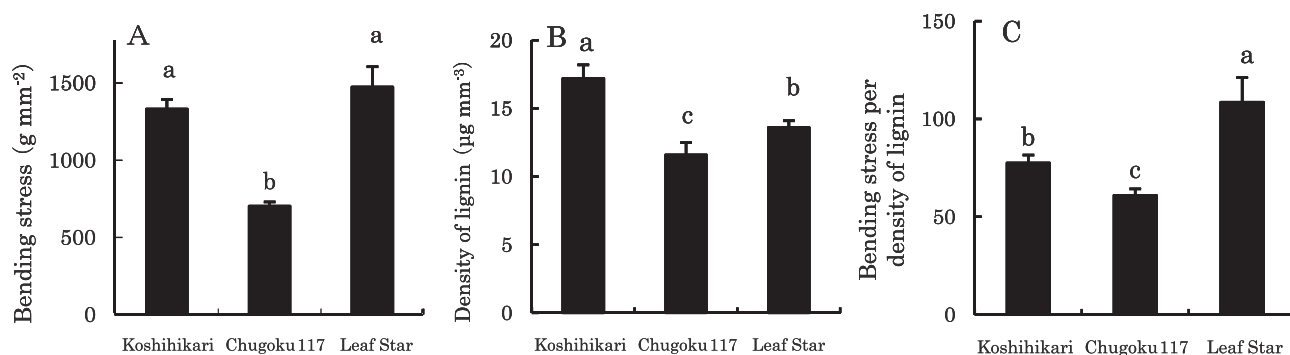 A
Bending stress (g mm-2)
1500
1000
500
0
a
b
a
Koshihikari
Chugoku 117
Leaf Star
B
Density of lignin (μg mm-3)
20
15
10
5
0
a
c
b
Koshihikari
Chugoku 117
Leaf Star
C
Bending stress per
density of lignin
150
100
50
0
b
c
a
Koshihikari
Chugoku 117
Leaf Star